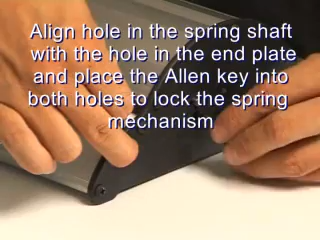 Align hole in the spring shaft
with the hole in the end plate
and place the Allen key into
both holes to lock the spring
mechanism